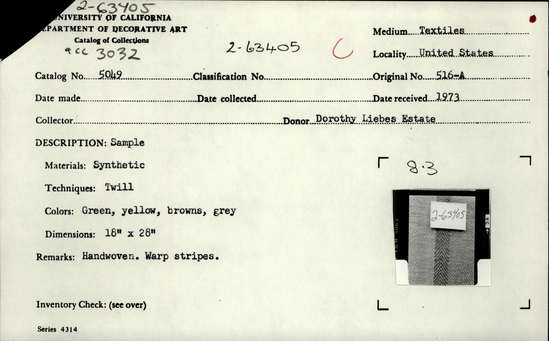 2-63405
UNIVERSITY OF CALIFORNIA
DEPARTMENT OF DECORATIVE ART
Catalog of Collections
acc 3032
2-63405
C
Medium Textiles
Locality United States
Catalog No. 5049 Classification No. Original No. 516-A
Date made Date collected Date received 1973
Collector Donor Dorothy Liebes Estate
DESCRIPTION: Sample
Materials: Synthetic
8.3
Techniques: Twill
Colors: Green, yellow, browns, grey
2-63405
Dimensions: 18" x 28"
Remarks: Handwoven. Warp stripes.
Inventory Check: (see over)
Series 4314